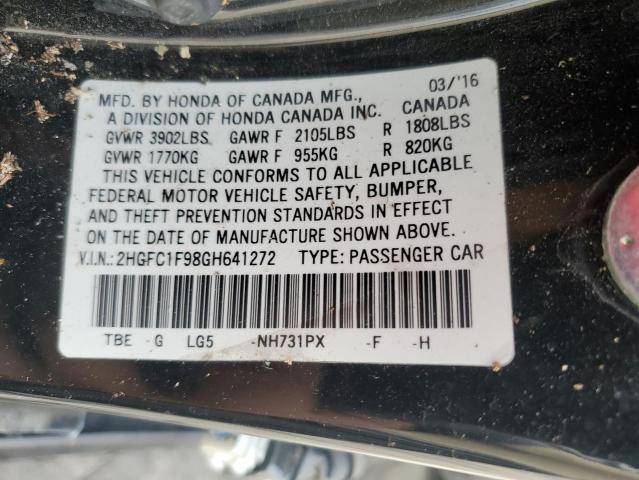 03/'16
MFD. BY HONDA OF CANADA MFG.,
A DIVISION OF HONDA CANADA INC. CANADA
GVWR 3902LBS GAWR F 2105LBS R 1808LBS
GVWR 1770KG GAWR F 955KG R 820KG
THIS VEHICLE CONFORMS TO ALL APPLICABLE
FEDERAL MOTOR VEHICLE SAFETY, BUMPER,
AND THEFT PREVENTION STANDARDS IN EFFECT
ON THE DATE OF MANUFACTURE SHOWN ABOVE.
V.I.N.: 2HGFC1F98GH641272 TYPE: PASSENGER CAR
TBE -G LG5 -NH731PX -F -H